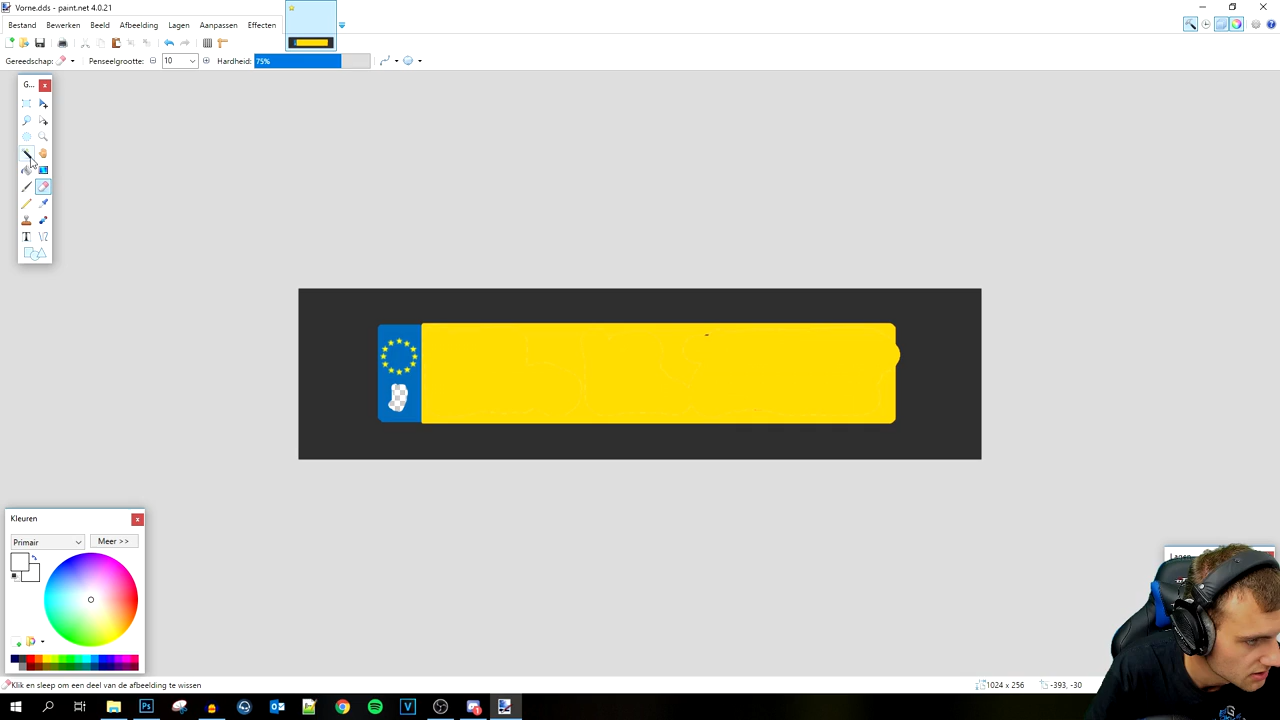 Vorne.dds - paint.net 4.0.21
Bestand Bewerken Beeld Afbeelding Lagen Aanpassen Effecten
Gereedschap: Penseelgrootte: 10 Hardheid: 75%
G...
Kleuren
Primair Meer >>
Klik en sleep om een deel van de afbeelding te wissen
1024 x 256 -393, -30